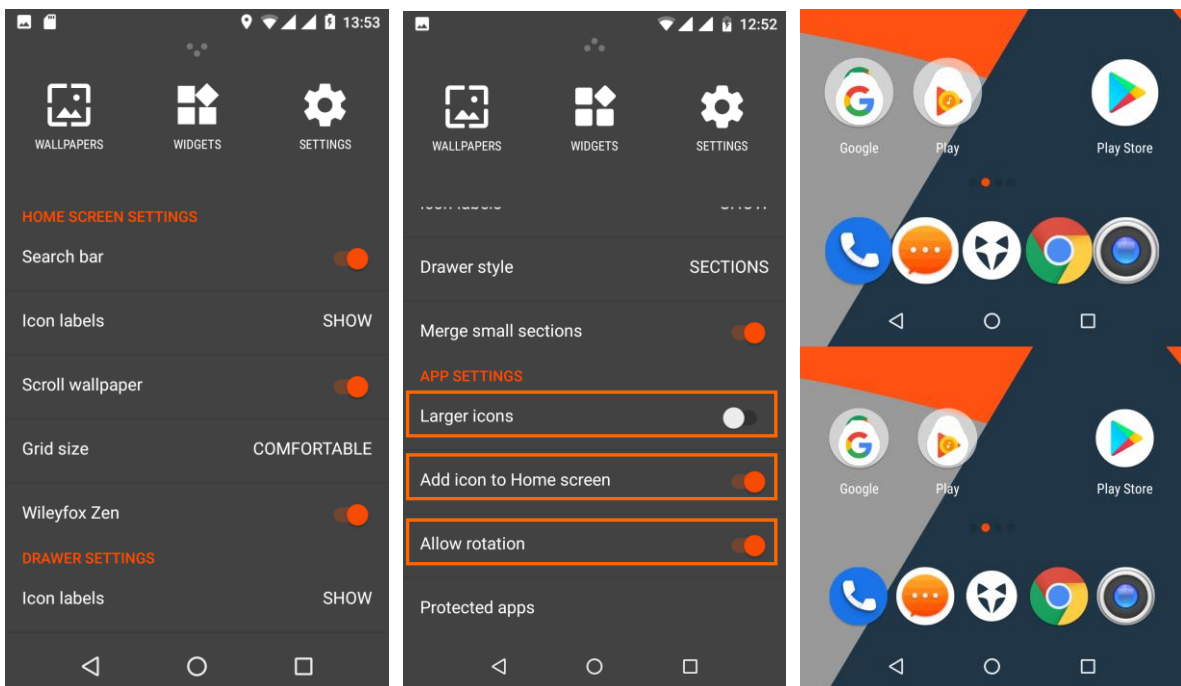 13:53
WALLPAPERS WIDGETS SETTINGS
HOME SCREEN SETTINGS
Search bar
Icon labels SHOW
Scroll wallpaper
Grid size COMFORTABLE
Wileyfox Zen
DRAWER SETTINGS
Icon labels SHOW
12:52
WALLPAPERS WIDGETS SETTINGS
Drawer style SECTIONS
Merge small sections
APP SETTINGS
Larger icons
Add icon to Home screen
Allow rotation
Protected apps
Google Play Play Store
Google Play Play Store